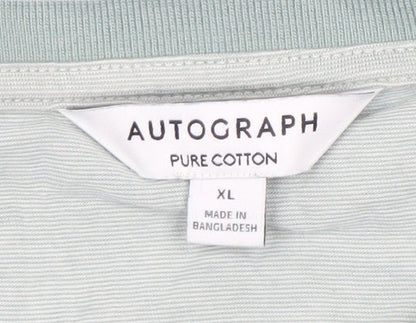 AUTOGRAPH
PURE COTTON
XL
MADE IN
BANGLADESH